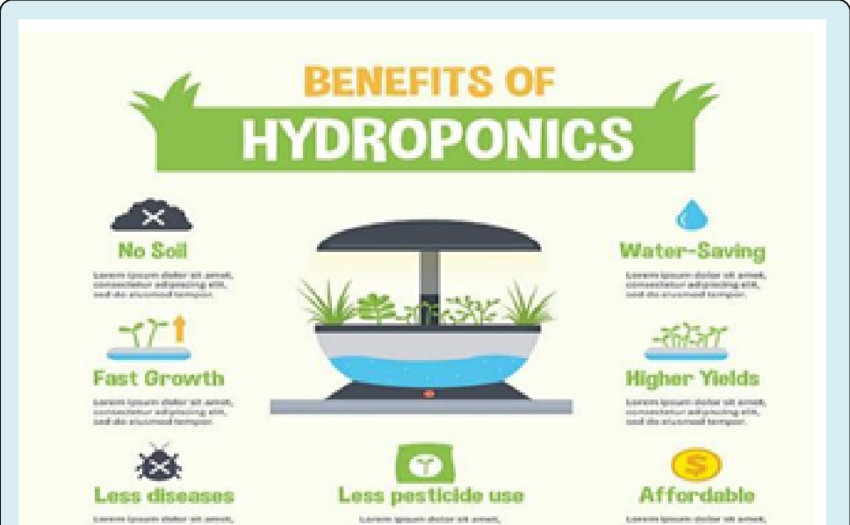 BENEFITS OF
HYDROPONICS
No Soil
Lorem ipsum dolor sit amet,
consectetur adipiscing elit,
sed do eiusmod tempor.
Water-Saving
Lorem ipsum dolor sit amet,
consectetur adipiscing elit,
sed do eiusmod tempor.
Fast Growth
Lorem ipsum dolor sit amet,
consectetur adipiscing elit,
sed do eiusmod tempor.
Higher Yields
Lorem ipsum dolor sit amet,
consectetur adipiscing elit,
sed do eiusmod tempor.
Less diseases
Lorem ipsum dolor sit amet,
Less pesticide use
Lorem ipsum dolor sit amet,
Affordable
Lorem ipsum dolor sit amet,
$